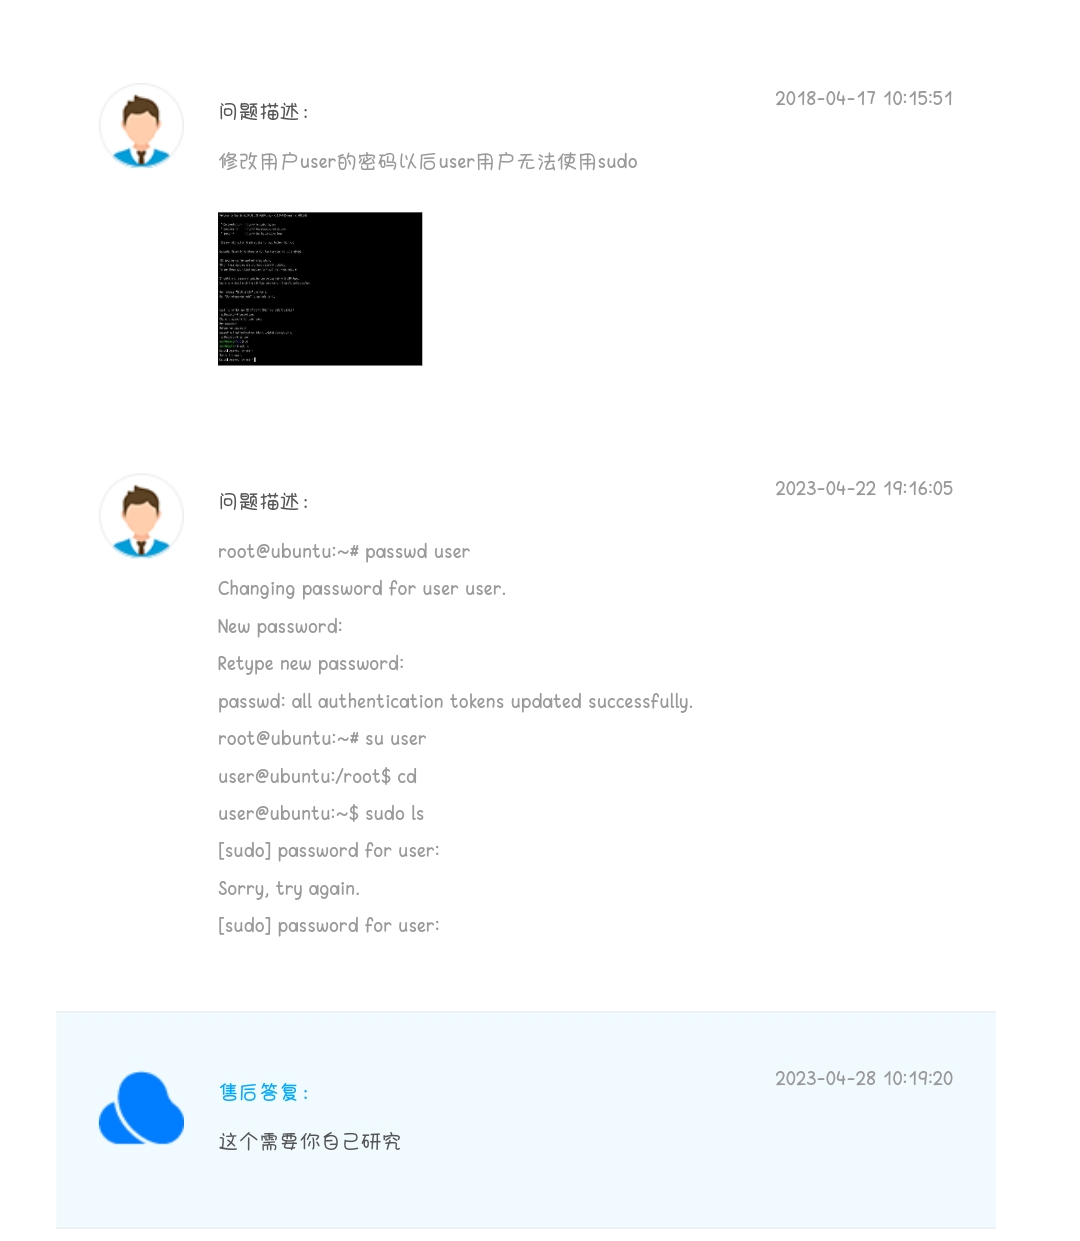 2018-04-17 10:15:51
问题描述：
修改用户user的密码以后user用户无法使用sudo
2023-04-22 19:16:05
问题描述：
root@ubuntu:~# passwd user
Changing password for user user.
New password:
Retype new password:
passwd: all authentication tokens updated successfully.
root@ubuntu:~# su user
user@ubuntu:/root$ cd
user@ubuntu:~$ sudo ls
[sudo] password for user:
Sorry, try again.
[sudo] password for user:
2023-04-28 10:19:20
售后答复：
这个需要你自己研究